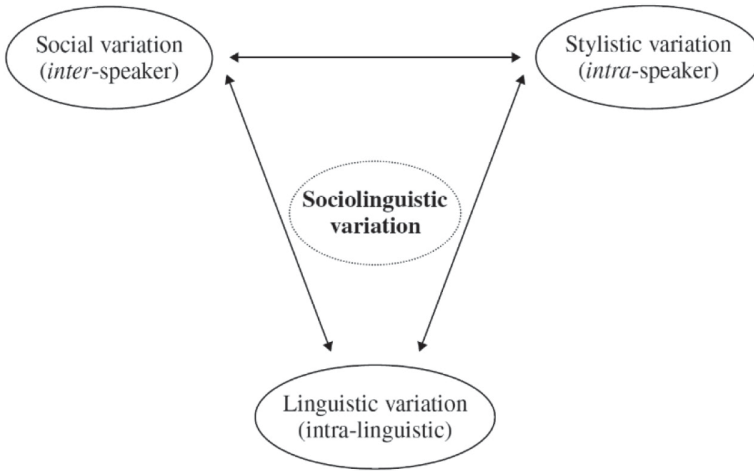 Social variation
(inter-speaker)
Stylistic variation
(intra-speaker)
Sociolinguistic
variation
Linguistic variation
(intra-linguistic)